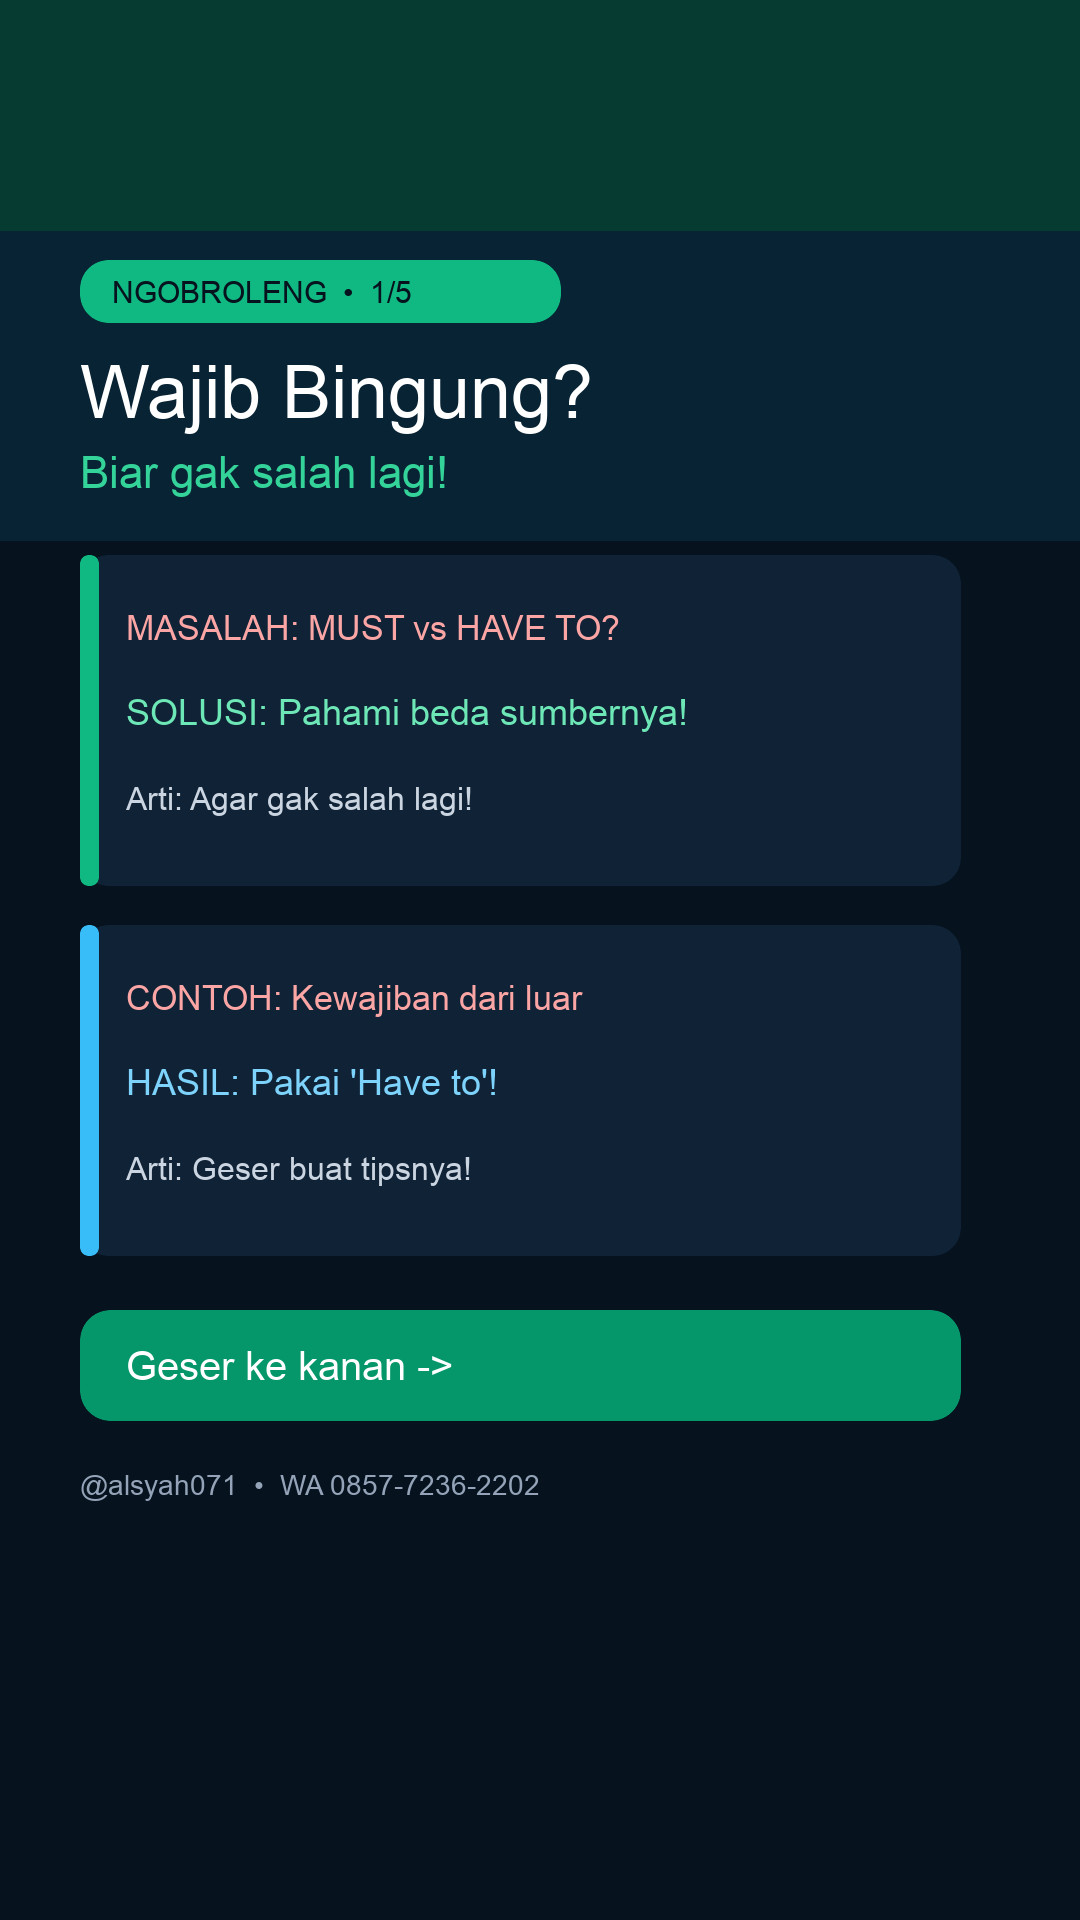 NGOBROLENG • 1/5
Wajib Bingung?
Biar gak salah lagi!
MASALAH: MUST vs HAVE TO?
SOLUSI: Pahami beda sumbernya!
Arti: Agar gak salah lagi!
CONTOH: Kewajiban dari luar
HASIL: Pakai 'Have to'!
Arti: Geser buat tipsnya!
Geser ke kanan ->
@alsyah071 • WA 0857-7236-2202